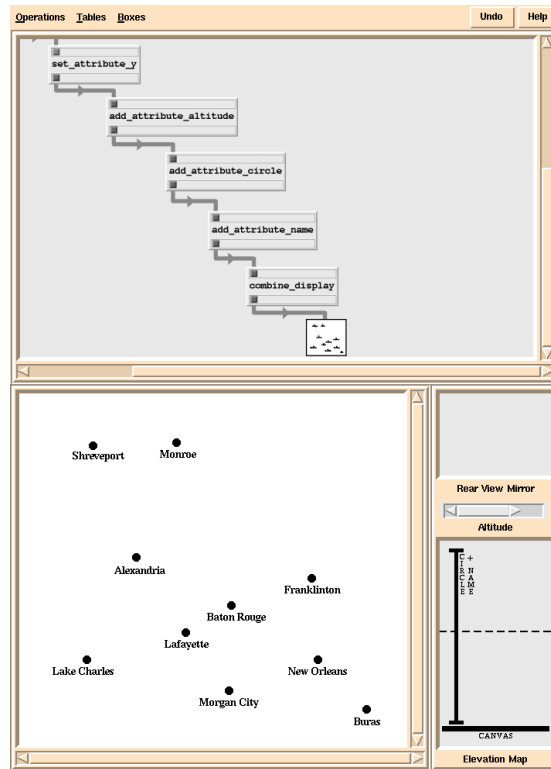 Operations Tables Boxes Undo Help
set_attribute_y
add_attribute_altitude
add_attribute_circle
add_attribute_name
combine_display
Shreveport
Monroe
Alexandria
Franklinton
Baton Rouge
Lafayette
Lake Charles
New Orleans
Morgan City
Buras
Rear View Mirror
Altitude
CIRCLE
+ NAME
CANVAS
Elevation Map